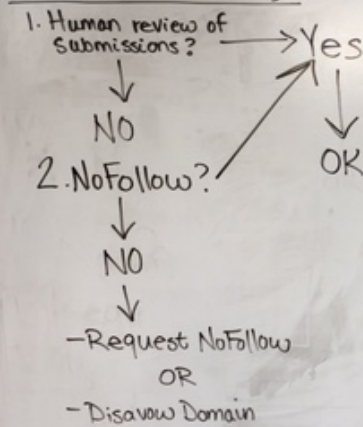 1. Human review of
submissions?
Yes
NO
OK
2. NoFollow?
NO
-Request NoFollow
OR
-Disavow Domain